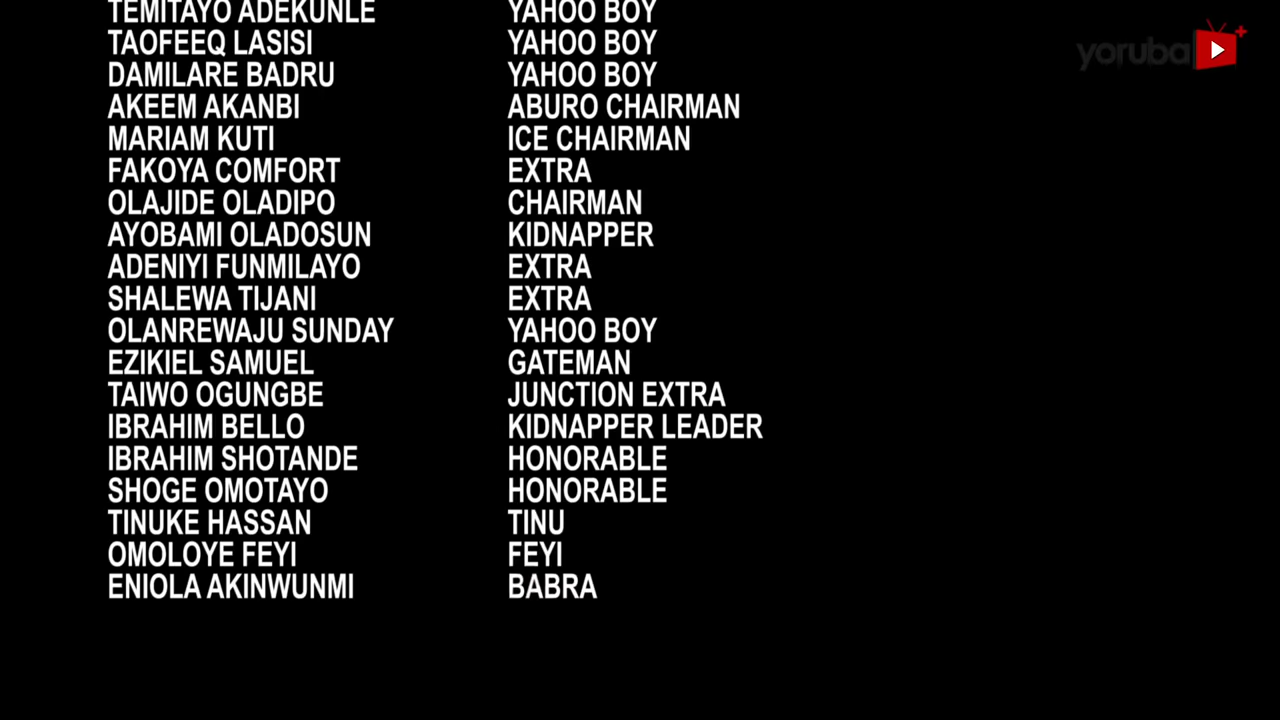 TEMITAYO ADEKUNLE YAHOO BOY
TAOFEEQ LASISI YAHOO BOY
DAMILARE BADRU YAHOO BOY
AKEEM AKANBI ABURO CHAIRMAN
MARIAM KUTI ICE CHAIRMAN
FAKOYA COMFORT EXTRA
OLAJIDE OLADIPO CHAIRMAN
AYOBAMI OLADOSUN KIDNAPPER
ADENIYI FUNMILAYO EXTRA
SHALEWA TIJANI EXTRA
OLANREWAJU SUNDAY YAHOO BOY
EZIKIEL SAMUEL GATEMAN
TAIWO OGUNGBE JUNCTION EXTRA
IBRAHIM BELLO KIDNAPPER LEADER
IBRAHIM SHOTANDE HONORABLE
SHOGE OMOTAYO HONORABLE
TINUKE HASSAN TINU
OMOLOYE FEYI FEYI
ENIOLA AKINWUNMI BABRA
yoruba +